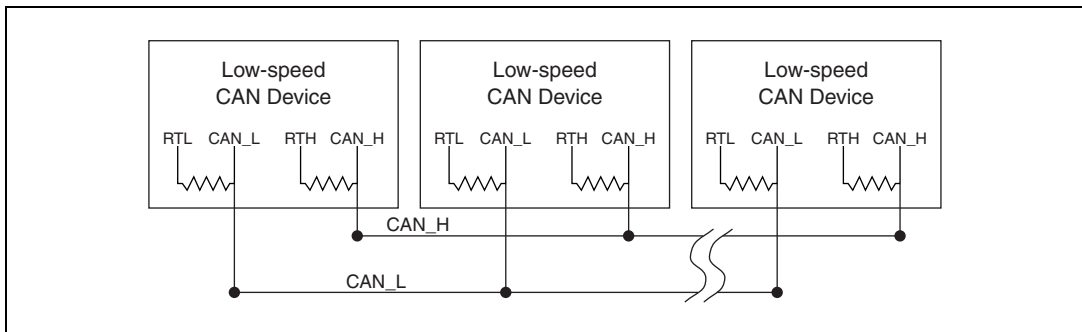 Low-speed
CAN Device
Low-speed
CAN Device
Low-speed
CAN Device
RTL CAN_L RTH CAN_H
RTL CAN_L RTH CAN_H
RTL CAN_L RTH CAN_H
CAN_H
CAN_L